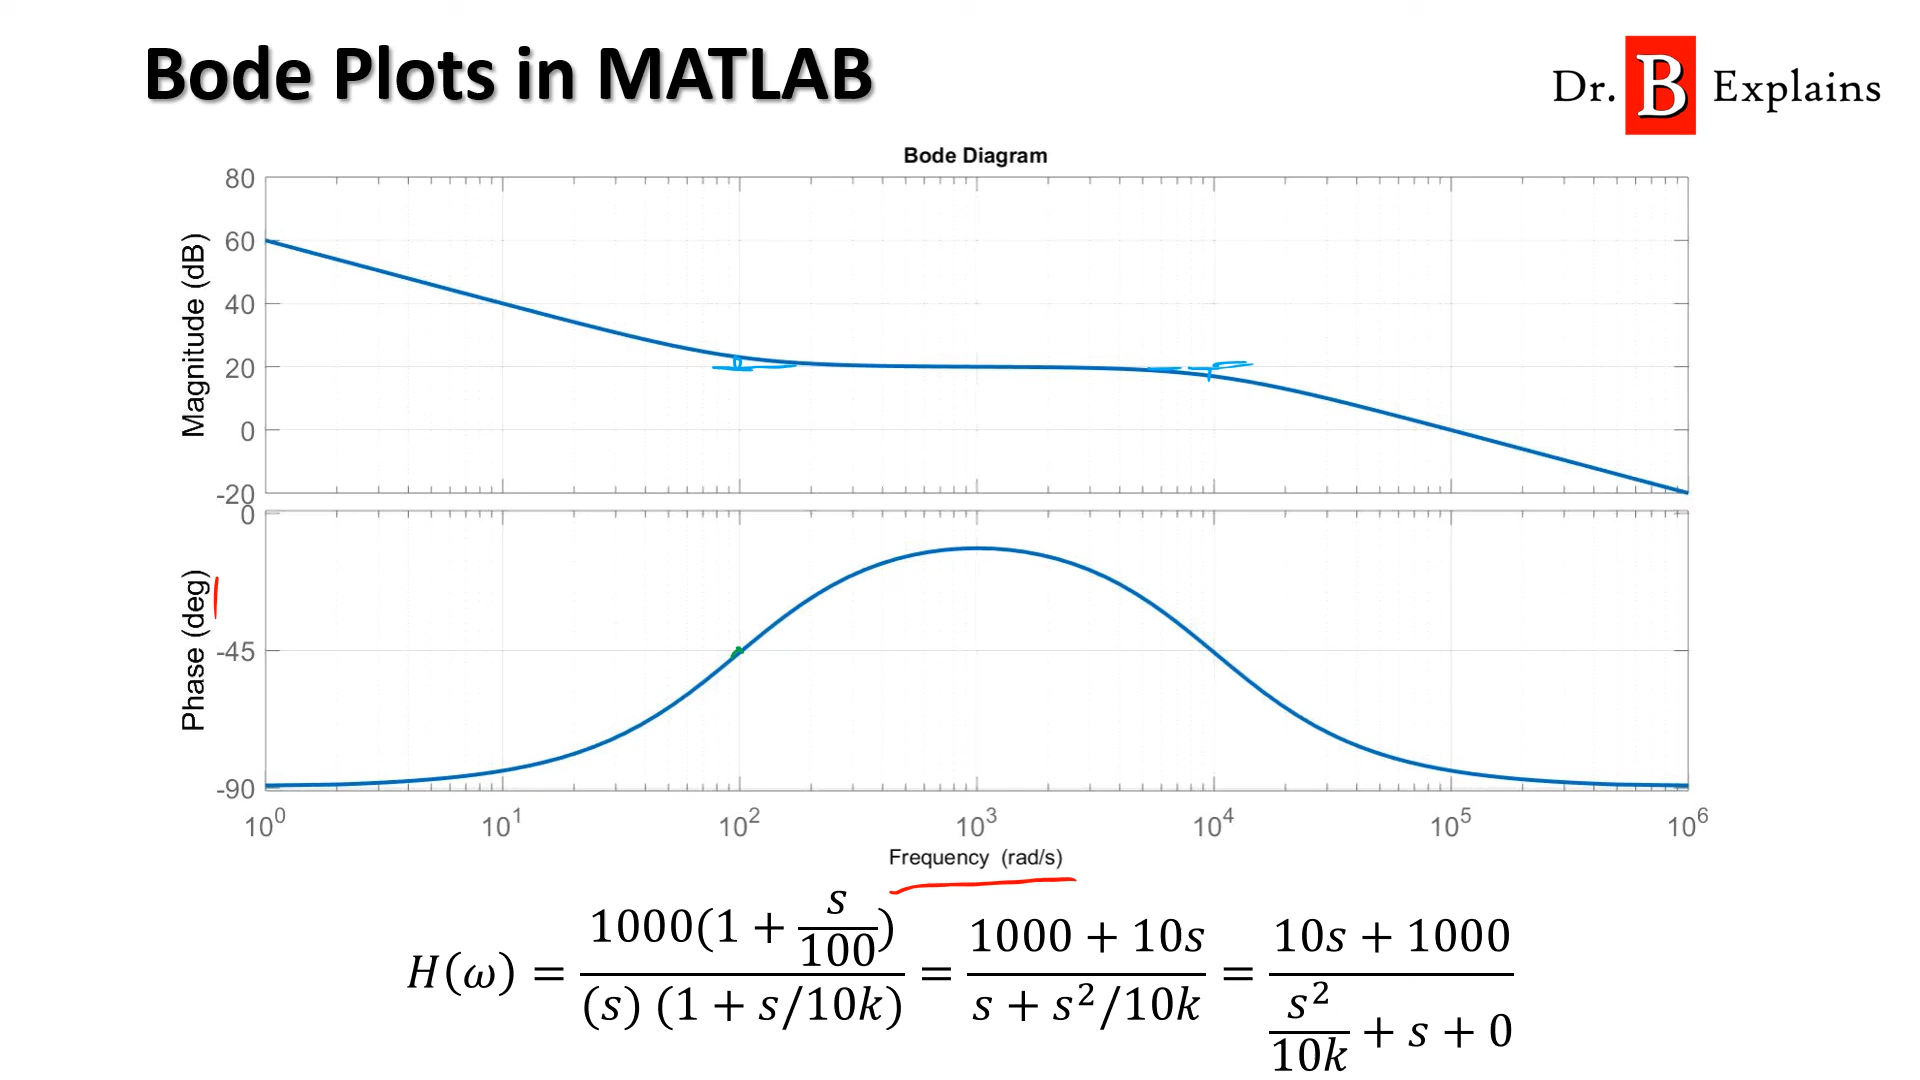 Bode Plots in MATLAB
Dr. B Explains
Bode Diagram
80
60
40
20
0
-20
Magnitude (dB)
0
-45
-90
Phase (deg)
10^0 10^1 10^2 10^3 10^4 10^5 10^6
Frequency (rad/s)
H(ω) = 1000(1 + s/100) / (s) (1 + s/10k) = 1000 + 10s / s + s²/10k = 10s + 1000 / s²/10k + s + 0